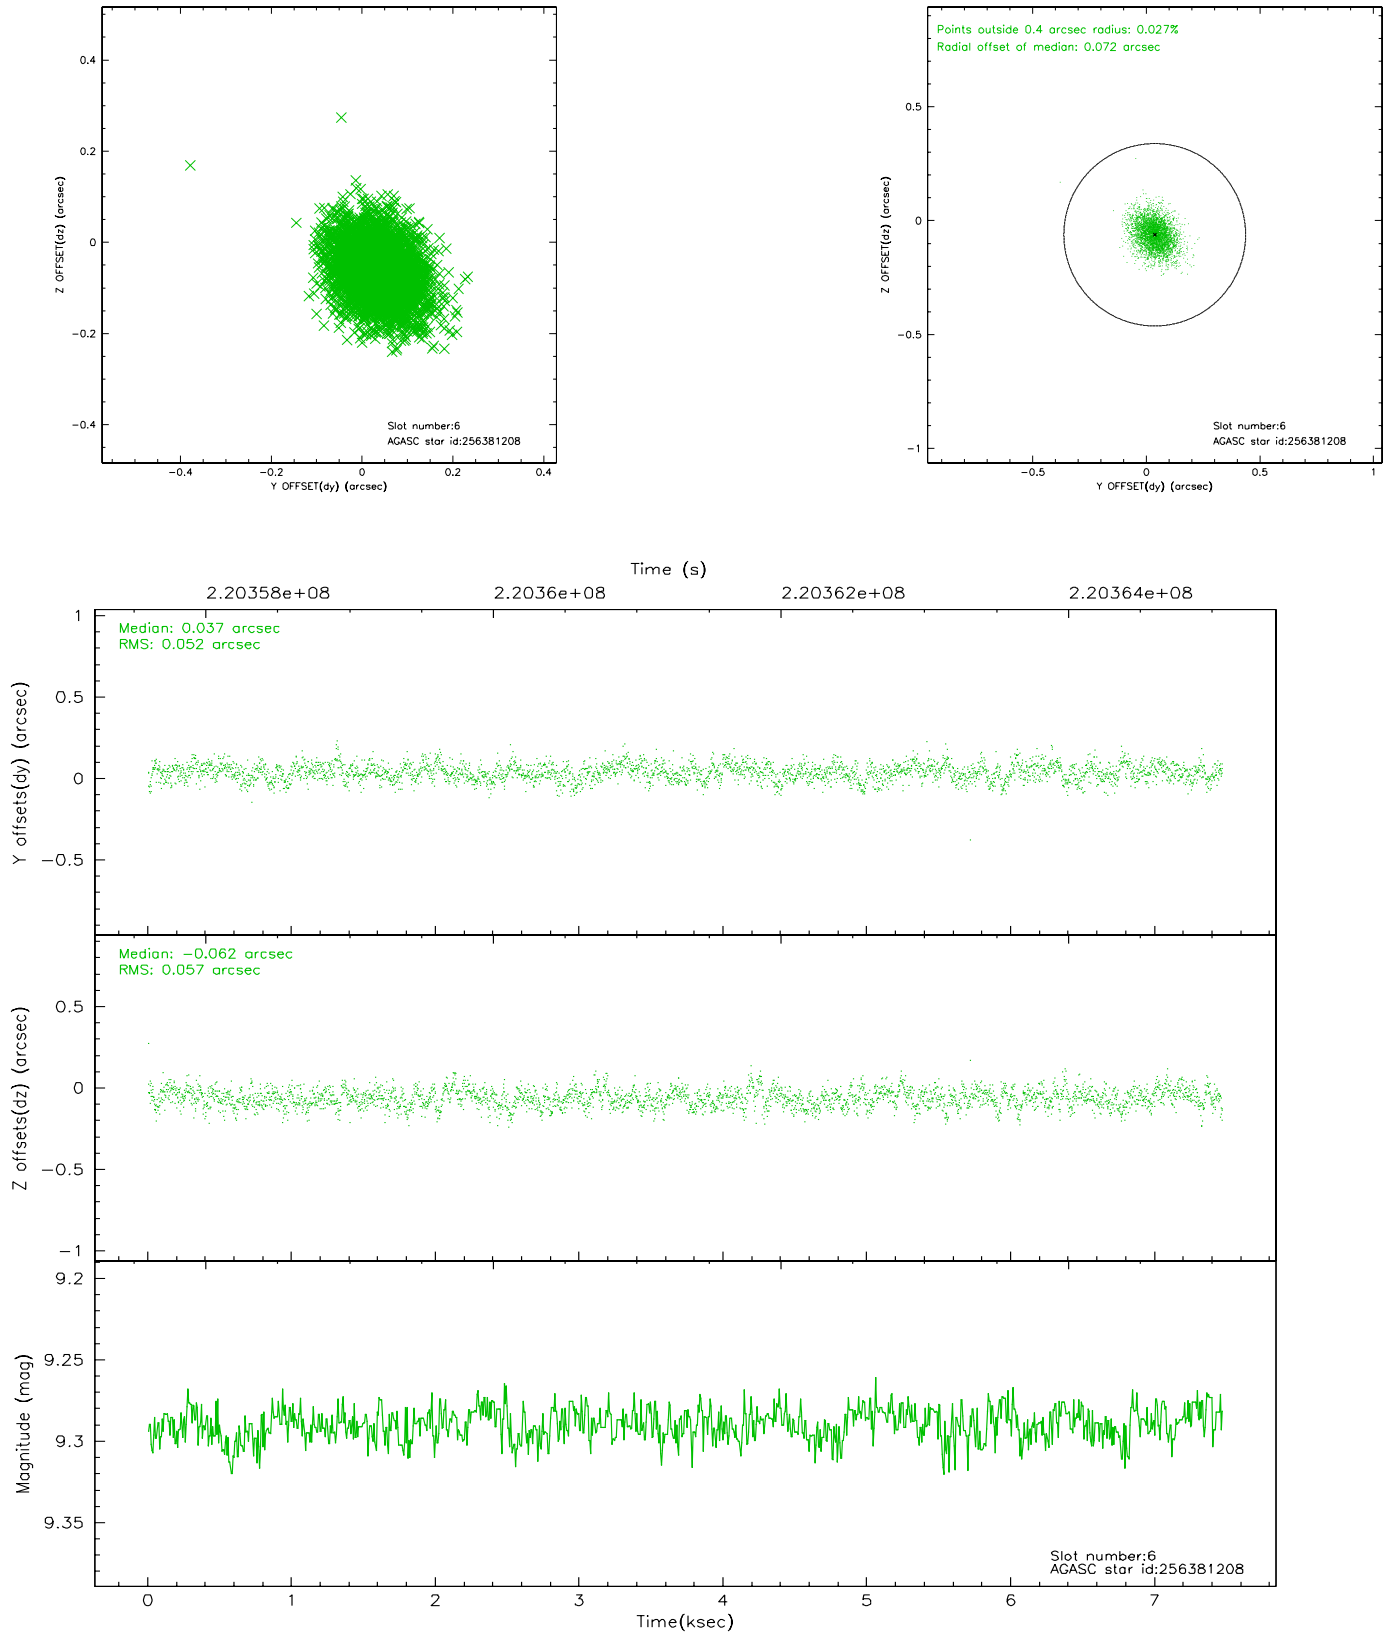 0.4
0.2
0
−0.2
−0.4
Z OFFSET(dz) (arcsec)
Slot number:6
AGASC star id:256381208
−0.4 −0.2 0 0.2 0.4
Y OFFSET(dy) (arcsec)
Points outside 0.4 arcsec radius: 0.027%
Radial offset of median: 0.072 arcsec
0.5
0
−0.5
−1
Z OFFSET(dz) (arcsec)
Slot number:6
AGASC star id:256381208
−0.5 0 0.5 1
Y OFFSET(dy) (arcsec)
Time (s)
2.20358e+08 2.2036e+08 2.20362e+08 2.20364e+08
Median: 0.037 arcsec
RMS: 0.052 arcsec
1
0.5
0
−0.5
Y offsets(dy) (arcsec)
Median: −0.062 arcsec
RMS: 0.057 arcsec
0.5
0
−0.5
−1
Z offsets(dz) (arcsec)
9.2
9.25
9.3
9.35
Magnitude (mag)
Slot number:6
AGASC star id:256381208
0 1 2 3 4 5 6 7
Time(ksec)